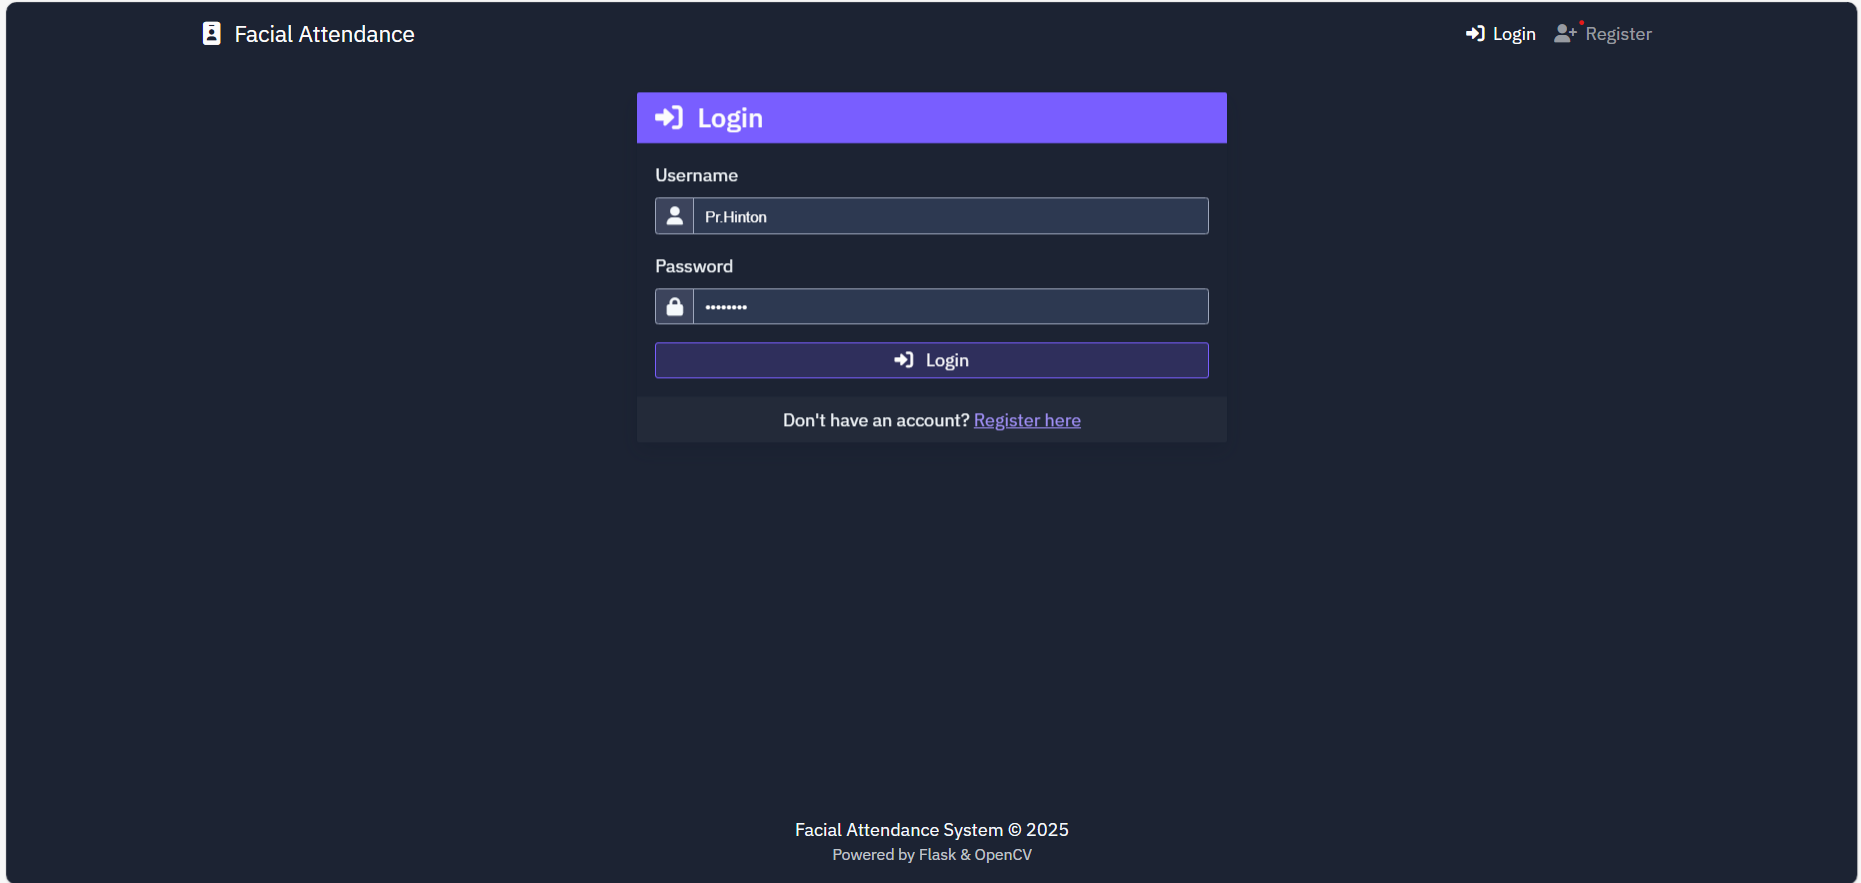 Facial Attendance
Login
Register
Login
Username
Pr.Hinton
Password
••••••••
Login
Don't have an account? Register here
Facial Attendance System © 2025
Powered by Flask & OpenCV